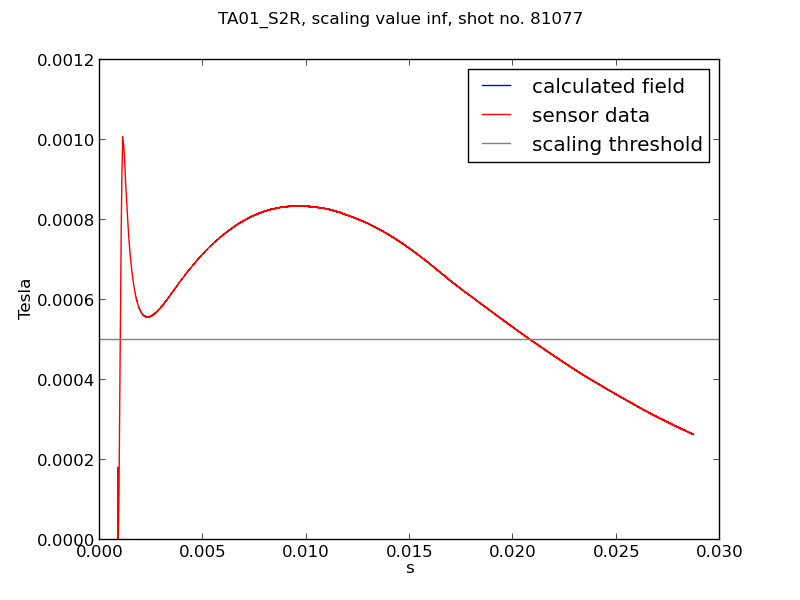 TA01_S2R, scaling value inf, shot no. 81077
0.0012
0.0010
0.0008
0.0006
0.0004
0.0002
0.0000
Tesla
calculated field
sensor data
scaling threshold
0.000
0.005
0.010
0.015
0.020
0.025
0.030
s